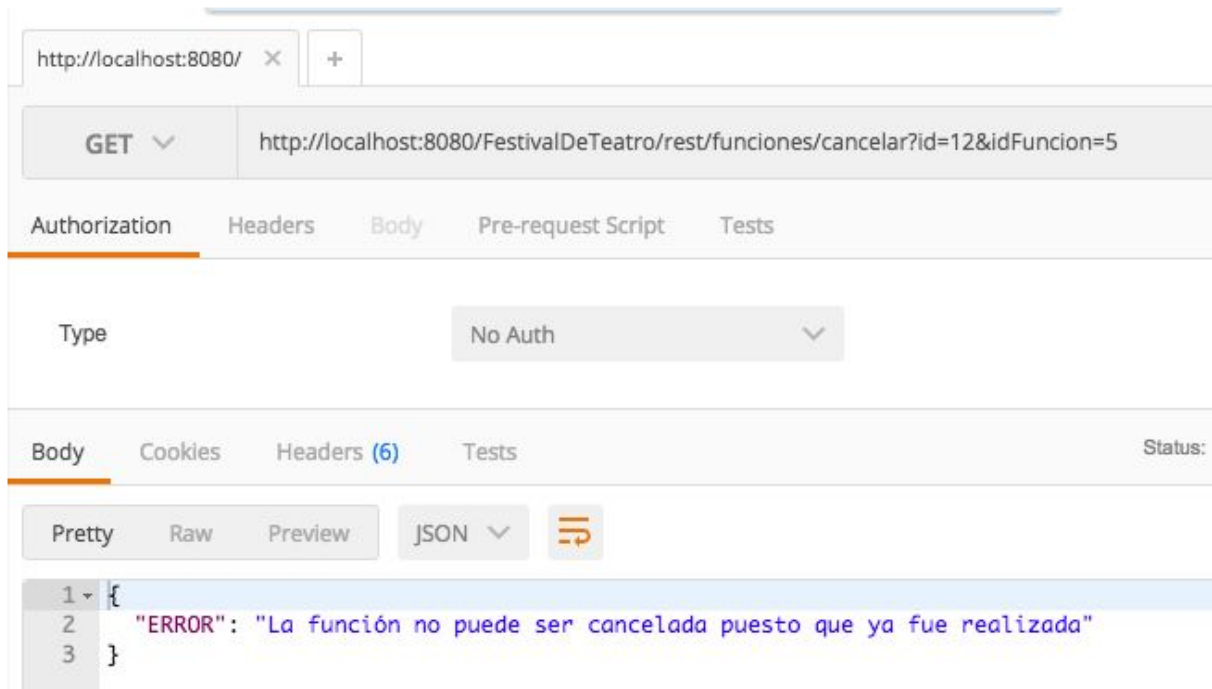 http://localhost:8080/ × +
GET http://localhost:8080/FestivalDeTeatro/rest/funciones/cancelar?id=12&idFuncion=5
Authorization Headers Body Pre-request Script Tests
Type No Auth
Body Cookies Headers (6) Tests Status:
Pretty Raw Preview JSON
1 {
2 "ERROR": "La función no puede ser cancelada puesto que ya fue realizada"
3 }